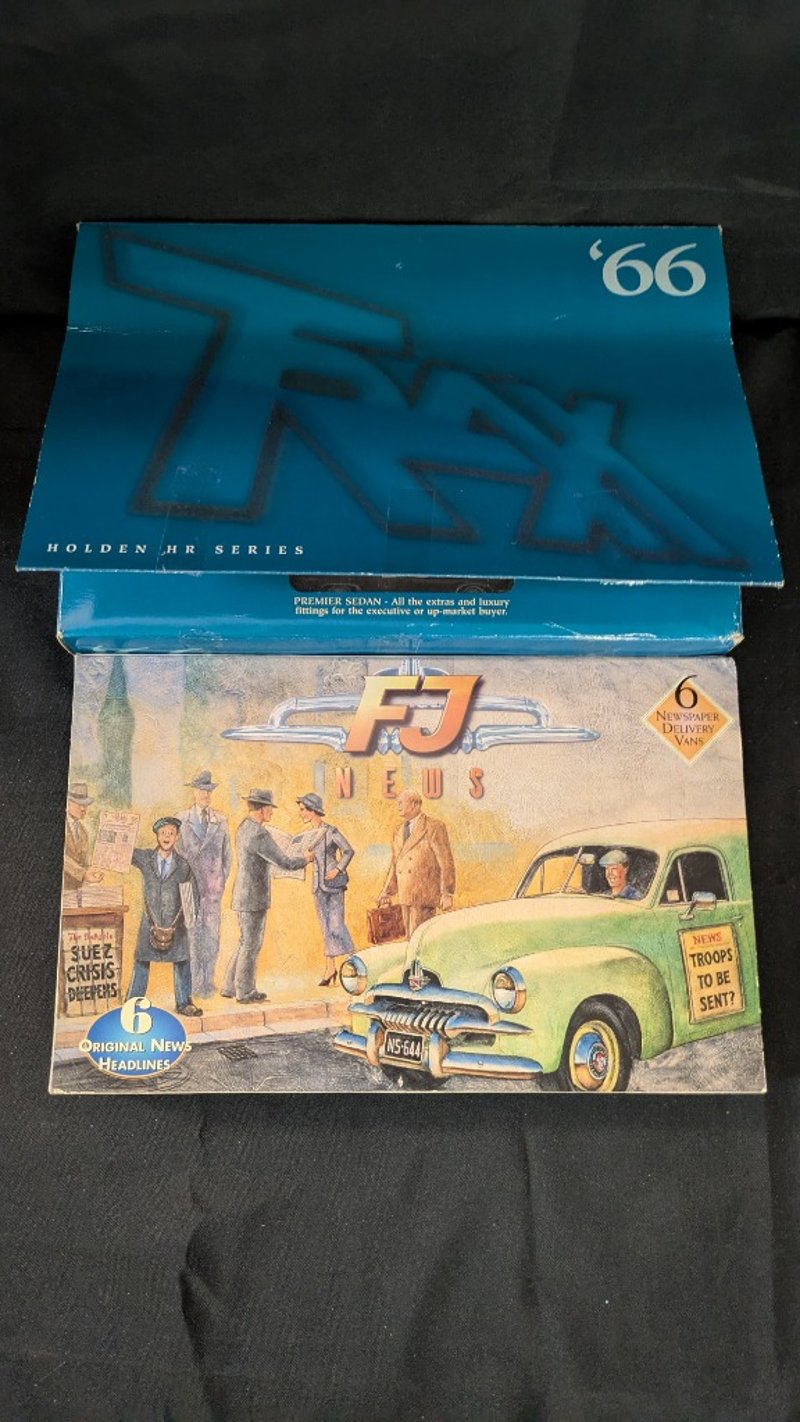 '66
TRAX
HOLDEN HR SERIES
PREMIER SEDAN - All the extras and luxury
fittings for the executive or up-market buyer.
FJ
NEWS
6
NEWSPAPER
DELIVERY
VANS
SUEZ
CRISIS
DEEPENS
6
ORIGINAL NEWS
HEADLINES
NEWS
TROOPS
TO BE
SENT?
NS-644